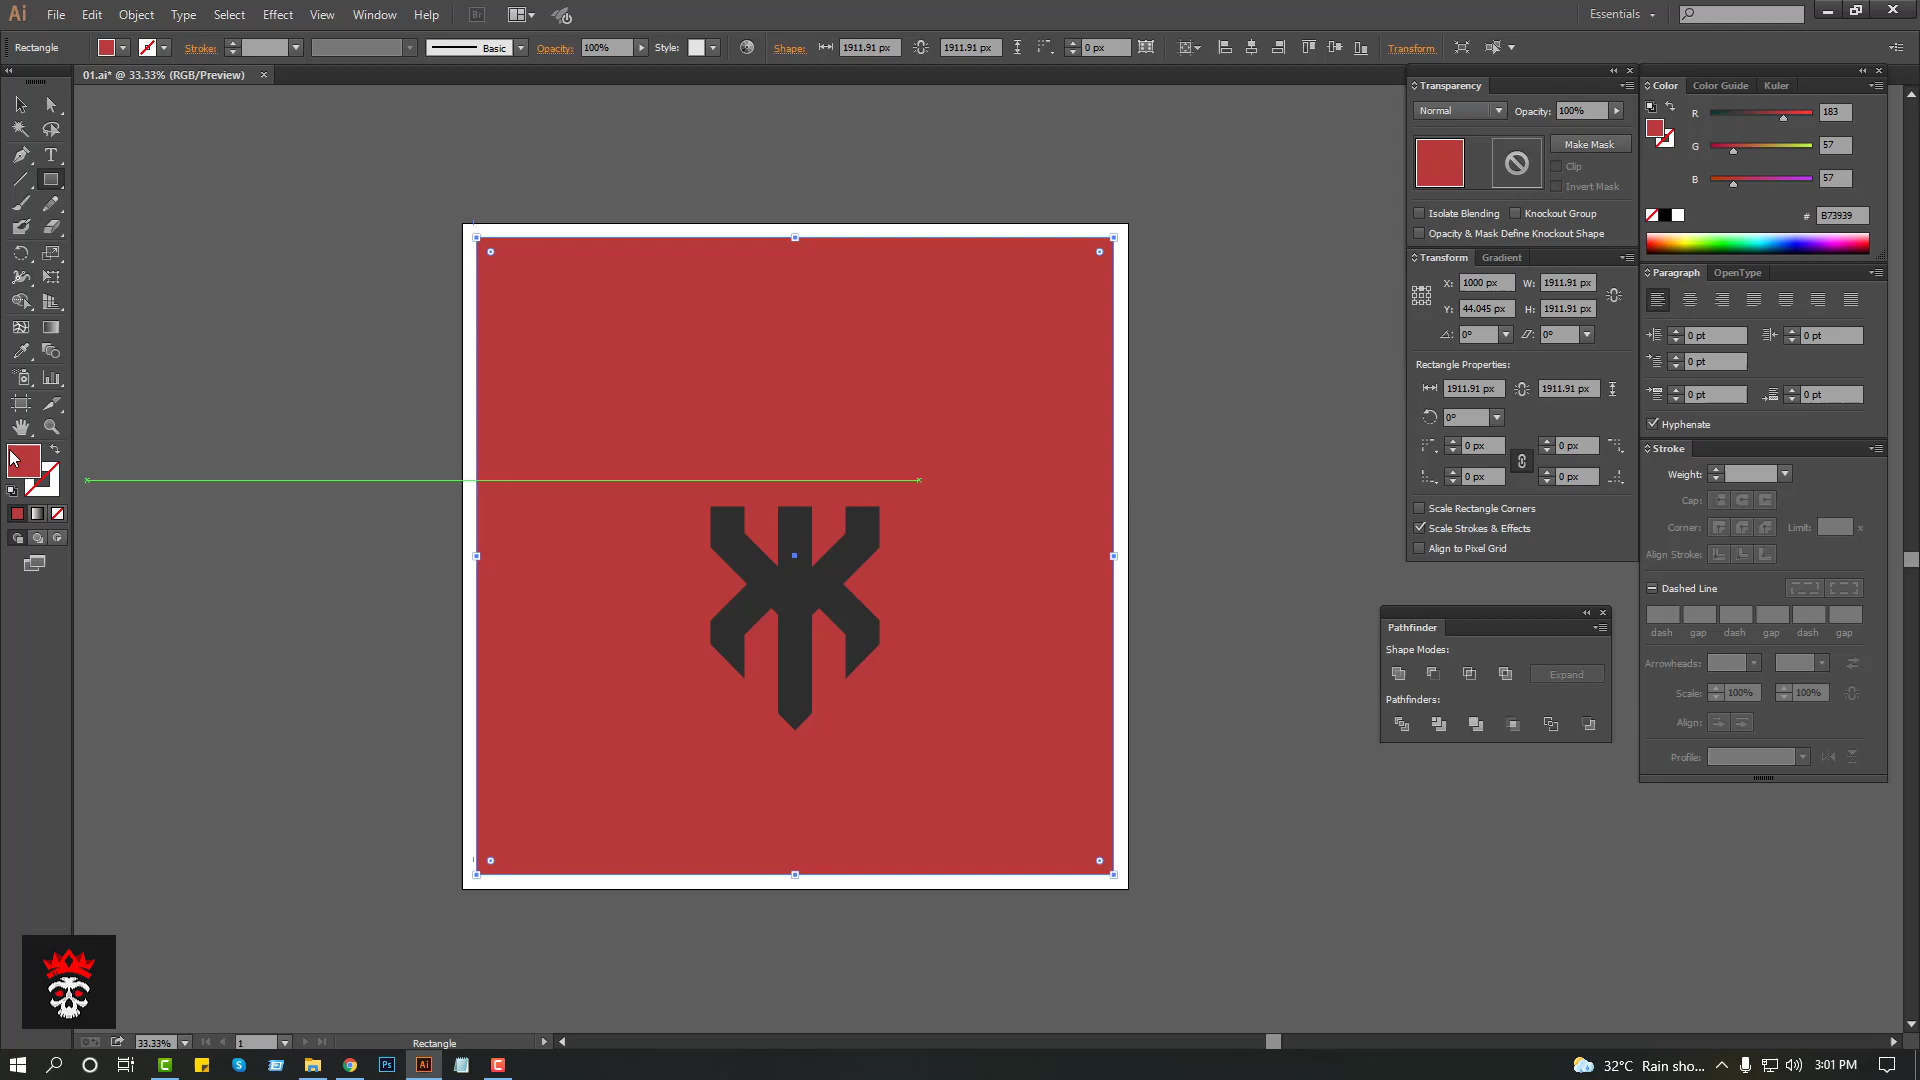 Ai File Edit Object Type Select Effect View Window Help Br Essentials
Rectangle Stroke: Basic Opacity: 100% Style: Shape: 1911.91 px 1911.91 px 0 px Transform
01.ai* @ 33.33% (RGB/Preview)
Transparency
Normal Opacity: 100%
Make Mask
Clip
Invert Mask
Isolate Blending Knockout Group
Opacity & Mask Define Knockout Shape
Transform Gradient
X: 1000 px W: 1911.91 px
Y: 44.045 px H: 1911.91 px
0° 0°
Rectangle Properties:
1911.91 px 1911.91 px
0°
0 px 0 px
0 px 0 px
Scale Rectangle Corners
Scale Strokes & Effects
Align to Pixel Grid
Pathfinder
Shape Modes:
Expand
Pathfinders:
Color Color Guide Kuler
R 183
G 57
B 57
# B73939
Paragraph OpenType
0 pt 0 pt
0 pt
0 pt 0 pt
Hyphenate
Stroke
Weight:
Cap:
Corner: Limit: x
Align Stroke:
Dashed Line
dash gap dash gap dash gap
Arrowheads:
Scale: 100% 100%
Align:
Profile:
33.33% 1 Rectangle
Ps Ai 32°C Rain sho... 3:01 PM